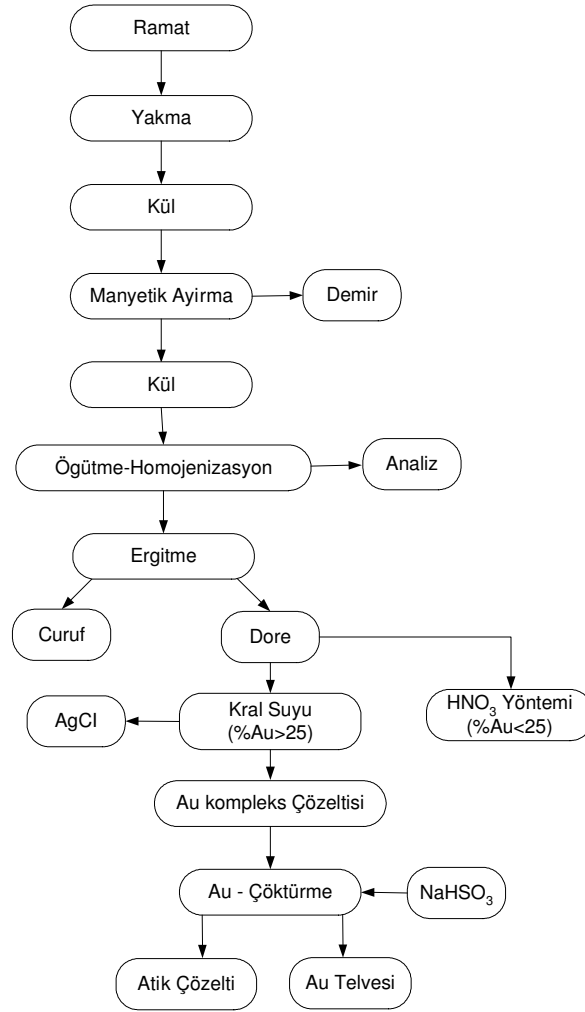 Ramat
Yakma
Kül
Manyetik Ayirma
Demir
Kül
Ögütme-Homojenizasyon
Analiz
Ergitme
Curuf
Dore
AgCl
Kral Suyu
(%Au>25)
HNO₃ Yöntemi
(%Au<25)
Au kompleks Çözeltisi
Au - Çöktürme
NaHSO₃
Atik Çözelti
Au Telvesi